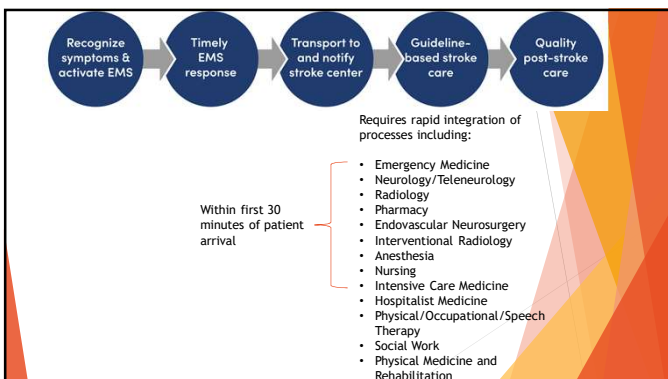 Recognize
symptoms &
activate EMS
Timely
EMS
response
Transport to
and notify
stroke center
Guideline-
based stroke
care
Quality
post-stroke
care
Requires rapid integration of
processes including:
• Emergency Medicine
• Neurology/Teleneurology
• Radiology
• Pharmacy
• Endovascular Neurosurgery
• Interventional Radiology
• Anesthesia
• Nursing
• Intensive Care Medicine
• Hospitalist Medicine
• Physical/Occupational/Speech
Therapy
• Social Work
• Physical Medicine and
Rehabilitation
Within first 30
minutes of patient
arrival